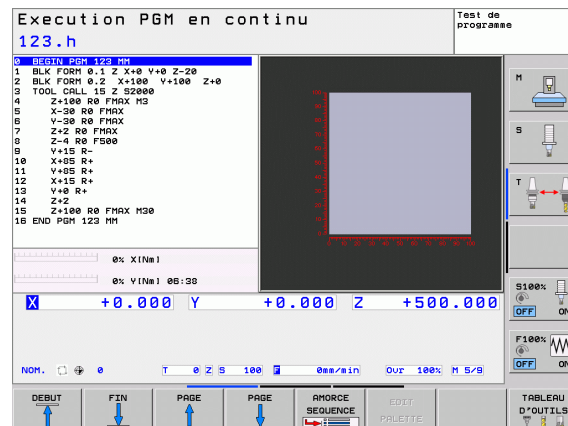 Execution PGM en continu
Test de
programme
123.h
0 BEGIN PGM 123 MM
1 BLK FORM 0.1 Z X+0 Y+0 Z-20
2 BLK FORM 0.2 X+100 Y+100 Z+0
3 TOOL CALL 15 Z S2000
4 Z+100 R0 FMAX M3
5 X-30 R0 FMAX
6 Y-30 R0 FMAX
7 Z+2 R0 FMAX
8 Z-4 R0 F500
9 Y+15 R-
10 X+85 R+
11 Y+85 R+
12 X+15 R+
13 Y+0 R+
14 Z+2
15 Z+100 R0 FMAX M30
16 END PGM 123 MM
0% X[Nm]
0% Y[Nm] 06:38
X +0.000 Y +0.000 Z +500.000
NOM. 0 T 0 Z S 100 F 0mm/min Ovr 100% M 5/9
M
S
T
S100%
OFF ON
F100%
OFF ON
DEBUT
FIN
PAGE
PAGE
AMORCE
SEQUENCE
EDIT
PALETTE
TABLEAU
D'OUTILS